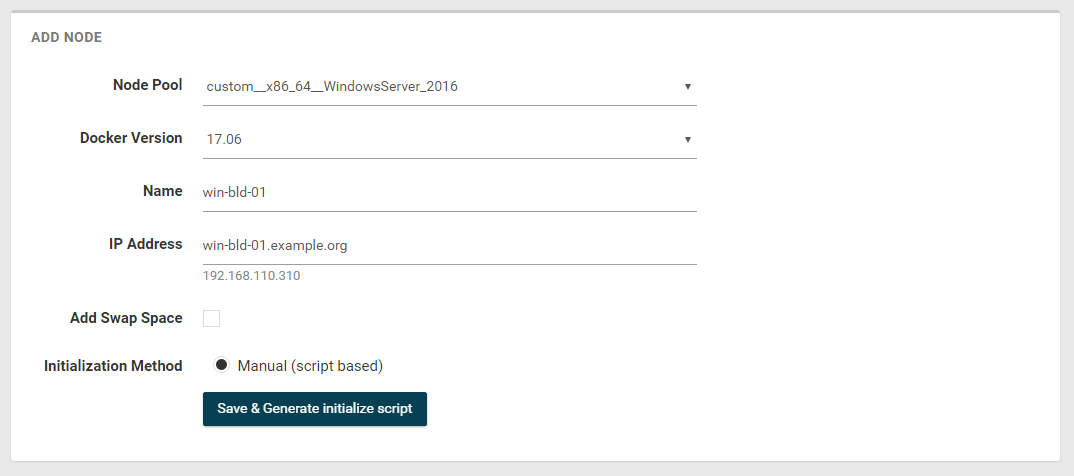 ADD NODE
Node Pool custom__x86_64__WindowsServer_2016
Docker Version 17.06
Name win-bld-01
IP Address win-bld-01.example.org
192.168.110.310
Add Swap Space
Initialization Method Manual (script based)
Save & Generate initialize script